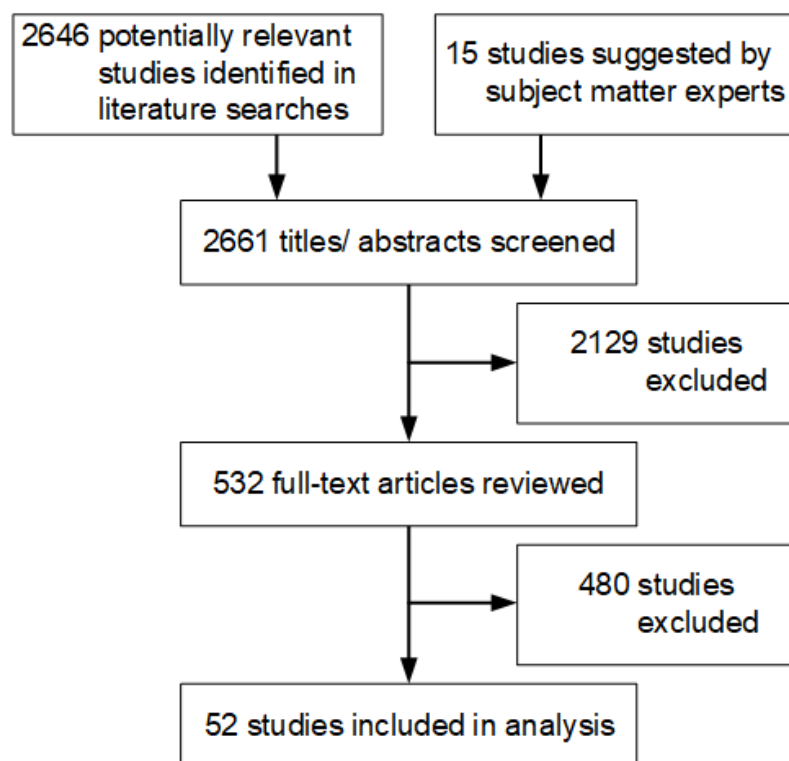 2646 potentially relevant
studies identified in
literature searches
15 studies suggested by
subject matter experts
2661 titles/ abstracts screened
2129 studies
excluded
532 full-text articles reviewed
480 studies
excluded
52 studies included in analysis